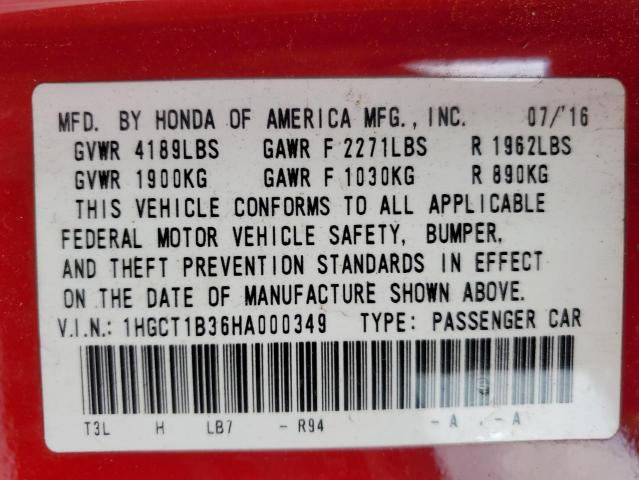 MFD. BY HONDA OF AMERICA MFG., INC. 07/'16
GVWR 4189LBS GAWR F 2271LBS R 1962LBS
GVWR 1900KG GAWR F 1030KG R 890KG
THIS VEHICLE CONFORMS TO ALL APPLICABLE
FEDERAL MOTOR VEHICLE SAFETY, BUMPER,
AND THEFT PREVENTION STANDARDS IN EFFECT
ON THE DATE OF MANUFACTURE SHOWN ABOVE.
V.I.N.: 1HGCT1B36HA000349 TYPE: PASSENGER CAR
T3L H LB7 - R94 - A - A